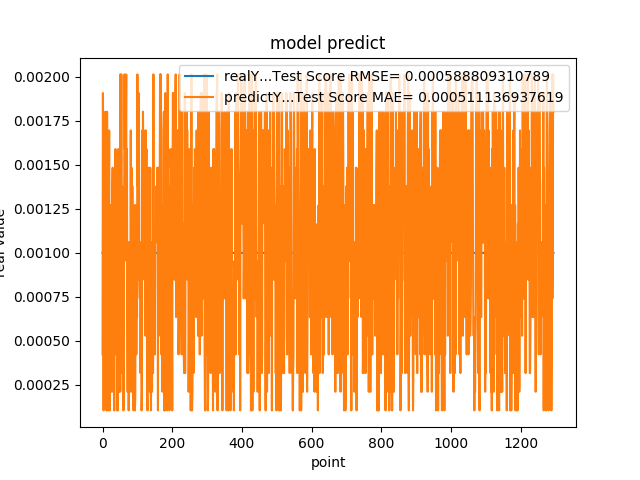 model predict
realY...Test Score RMSE= 0.000588809310789
predictY...Test Score MAE= 0.000511136937619
0.00200
0.00175
0.00150
0.00125
0.00100
0.00075
0.00050
0.00025
value
0 200 400 600 800 1000 1200
point